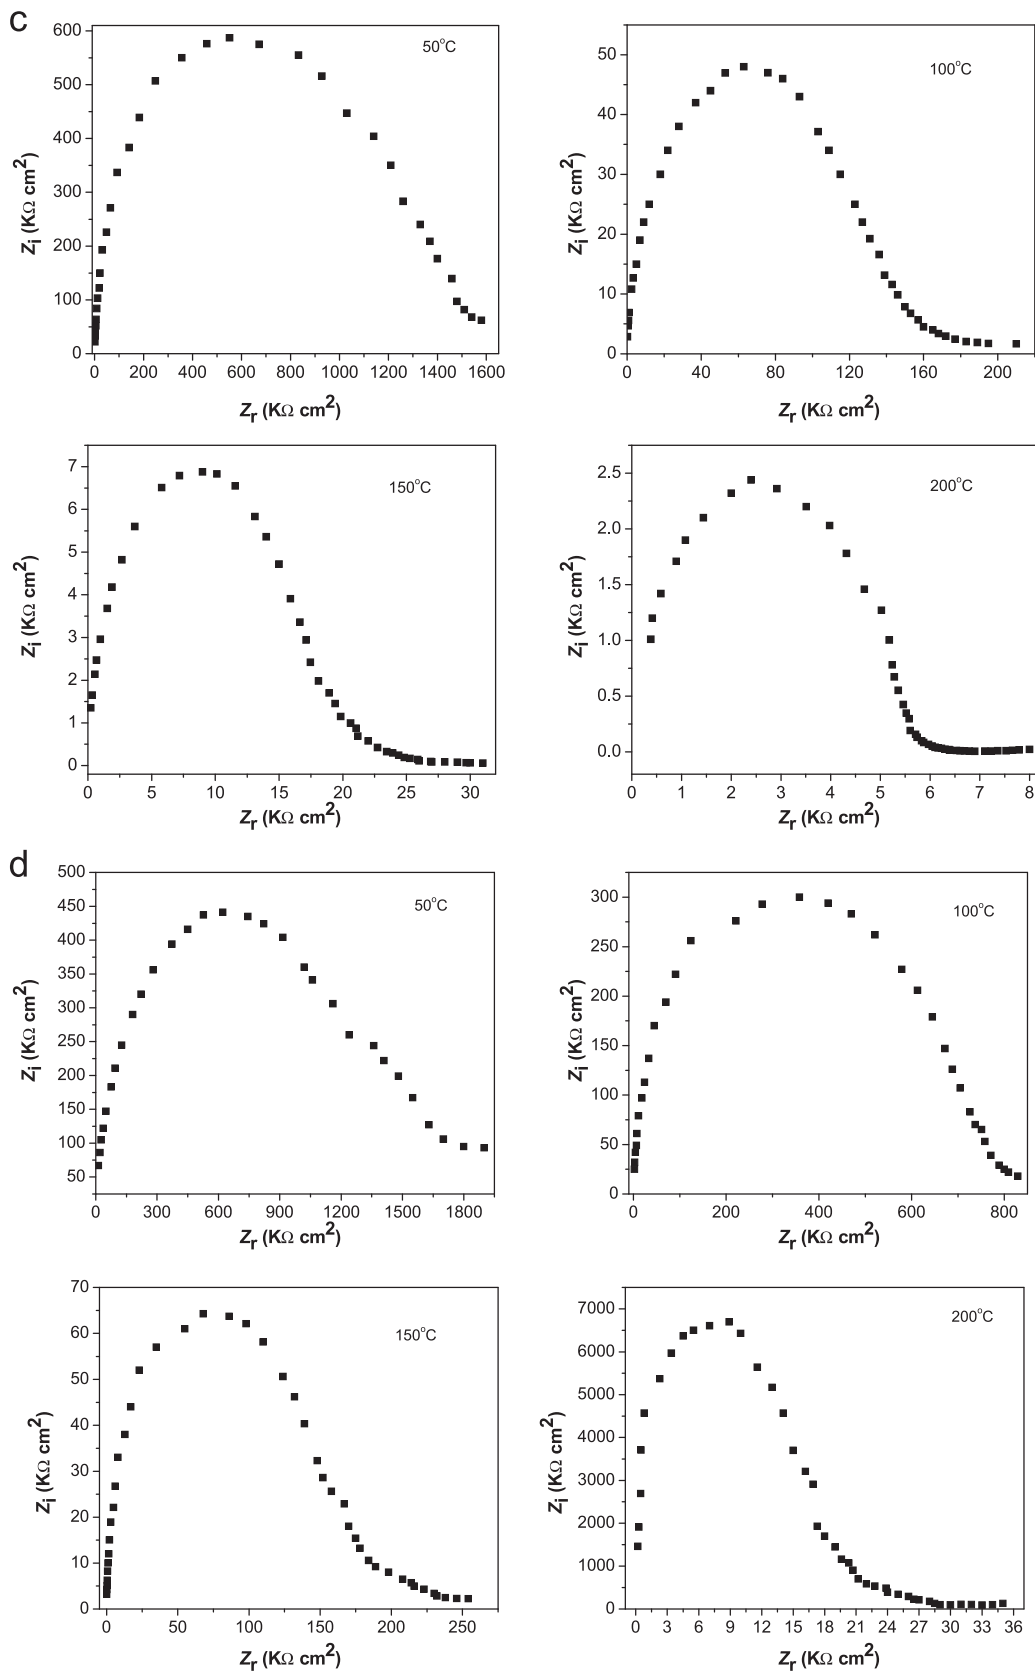 c
50°C
600
500
400
300
200
100
0
Zi (KΩ cm²)
0 200 400 600 800 1000 1200 1400 1600
Zr (KΩ cm²)
100°C
50
40
30
20
10
0
Zi (KΩ cm²)
0 40 80 120 160 200
Zr (KΩ cm²)
150°C
7
6
5
4
3
2
1
0
Zi (KΩ cm²)
0 5 10 15 20 25 30
Zr (KΩ cm²)
200°C
2.5
2.0
1.5
1.0
0.5
0.0
Zi (KΩ cm²)
0 1 2 3 4 5 6 7 8
Zr (KΩ cm²)
d
50°C
500
450
400
350
300
250
200
150
100
50
Zi (KΩ cm²)
0 300 600 900 1200 1500 1800
Zr (KΩ cm²)
100°C
300
250
200
150
100
50
0
Zi (KΩ cm²)
0 200 400 600 800
Zr (KΩ cm²)
150°C
70
60
50
40
30
20
10
0
Zi (KΩ cm²)
0 50 100 150 200 250
Zr (KΩ cm²)
200°C
7000
6000
5000
4000
3000
2000
1000
0
Zi (KΩ cm²)
0 3 6 9 12 15 18 21 24 27 30 33 36
Zr (KΩ cm²)